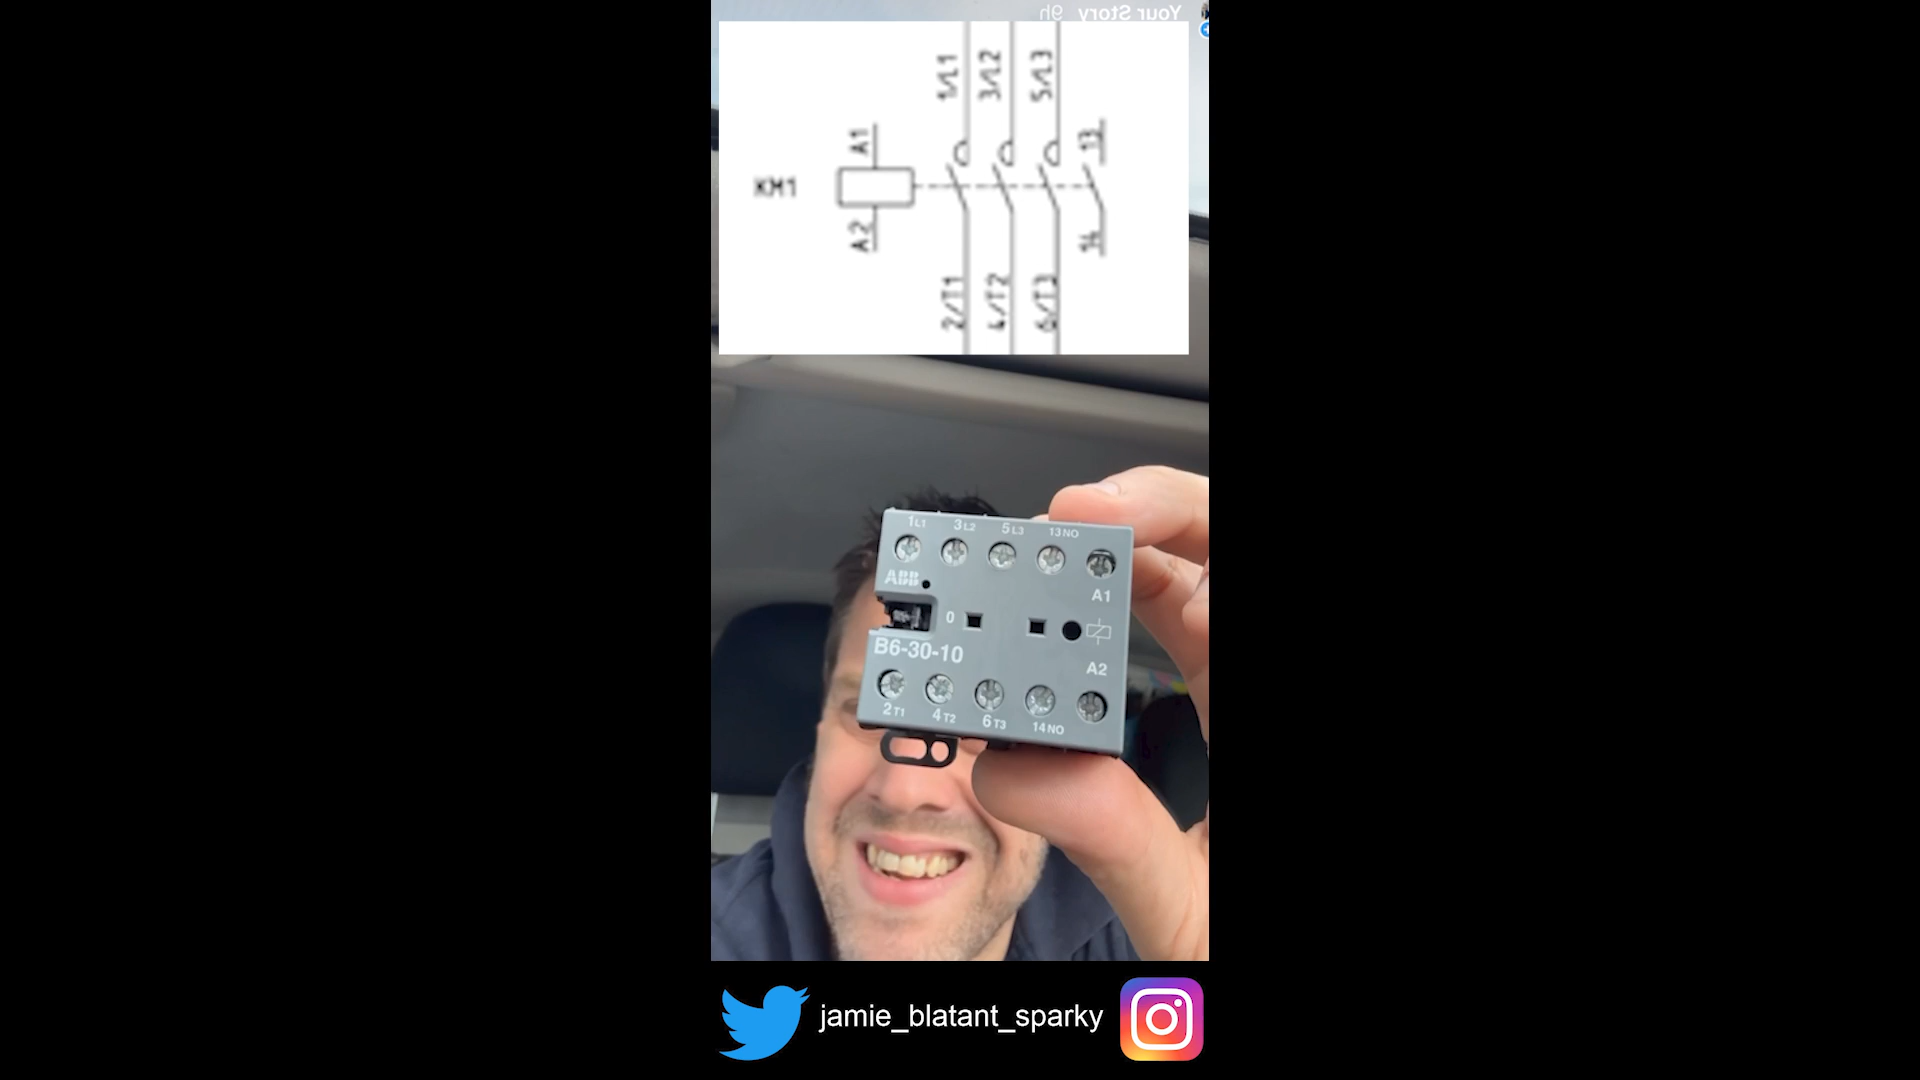 Your Story 9h
1/L1 3/L2 5/L3
A1 13
KM1
A2 14
2/T1 4/T2 6/T3
1L1 3L2 5L3 13NO
ABB A1
0
B6-30-10 A2
2T1 4T2 6T3 14NO
jamie_blatant_sparky